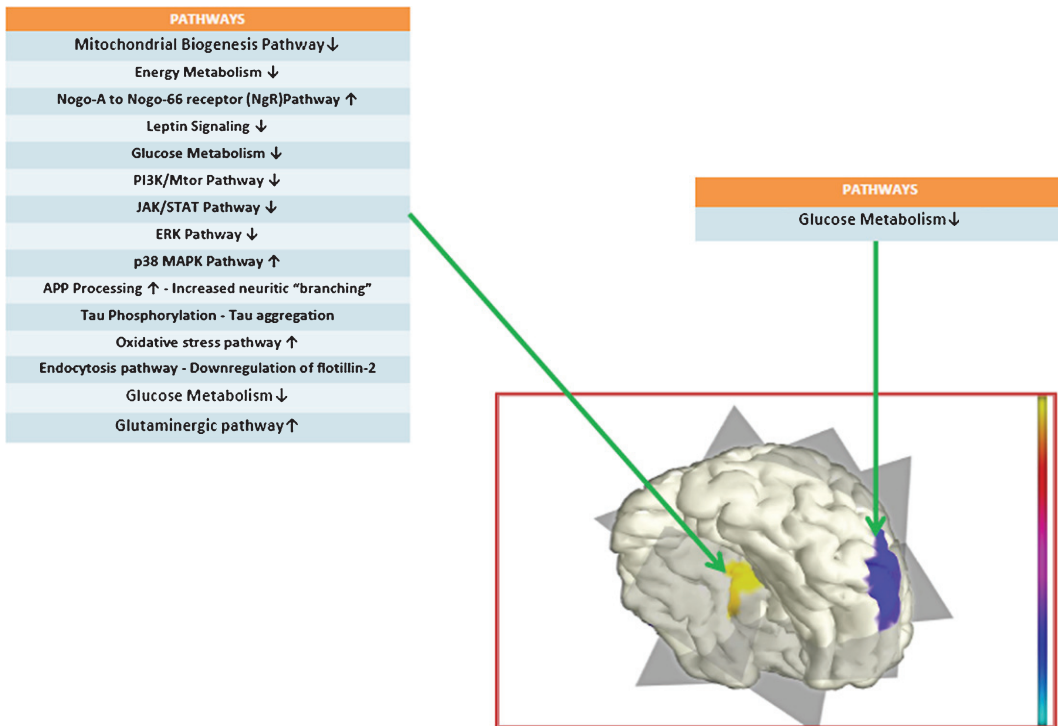 PATHWAYS
Mitochondrial Biogenesis Pathway↓
Energy Metabolism ↓
Nogo-A to Nogo-66 receptor (NgR)Pathway ↑
Leptin Signaling ↓
Glucose Metabolism ↓
PI3K/Mtor Pathway ↓
JAK/STAT Pathway ↓
ERK Pathway ↓
p38 MAPK Pathway ↑
APP Processing ↑ - Increased neuritic “branching”
Tau Phosphorylation - Tau aggregation
Oxidative stress pathway ↑
Endocytosis pathway - Downregulation of flotillin-2
Glucose Metabolism↓
Glutaminergic pathway↑
PATHWAYS
Glucose Metabolism↓